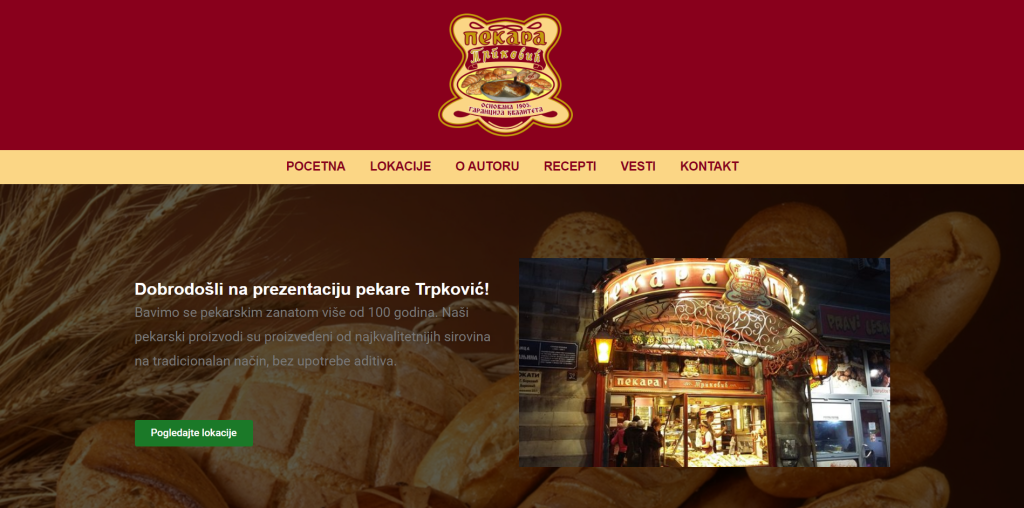 пекара
Трпковић
ОСНОВАНА 1905.
ГАРАНЦИЈА КВАЛИТЕТА
POCETNA LOKACIJE O AUTORU RECEPTI VESTI KONTAKT
Dobrodošli na prezentaciju pekare Trpković!
Bavimo se pekarskim zanatom više od 100 godina. Naši
pekarski proizvodi su proizvedeni od najkvalitetnijih sirovina
na tradicionalan način, bez upotrebe aditiva.
Pogledajte lokacije
пекара
ПЕКАРА Трпковић